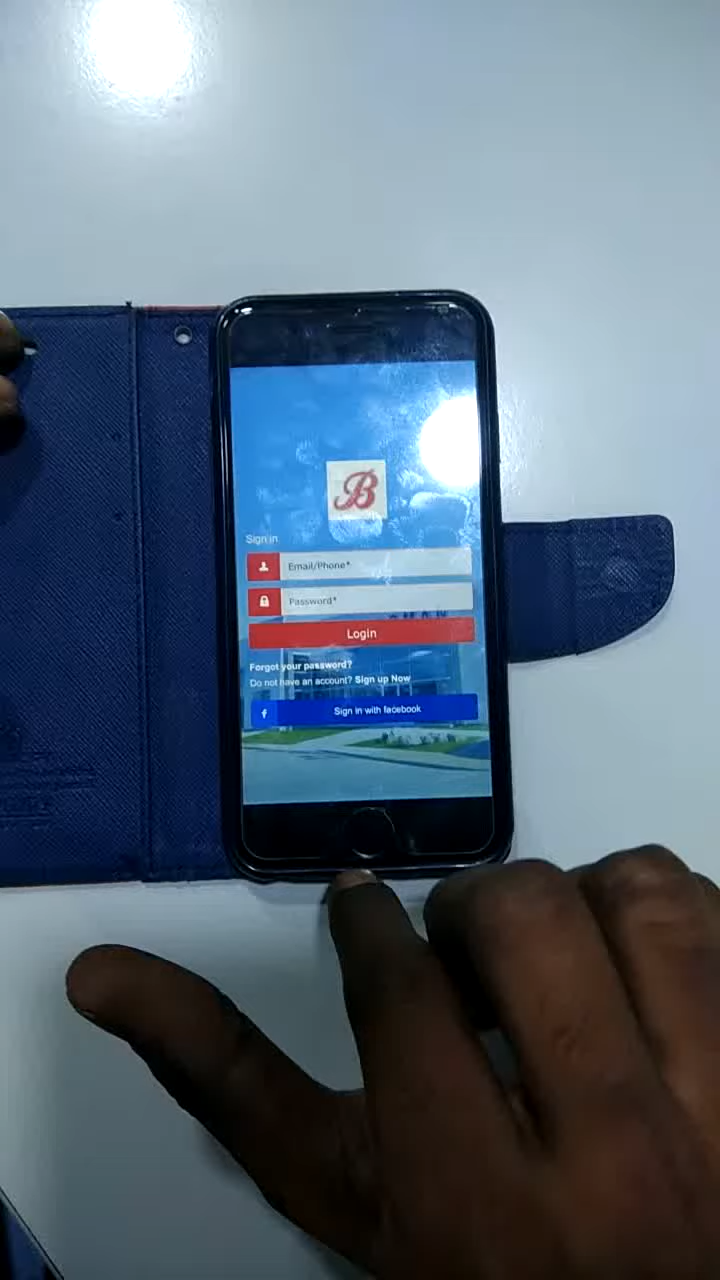 B
Sign in
Email/Phone*
Password*
Login
Forgot your password?
Do not have an account? Sign up Now
f
Sign in with facebook